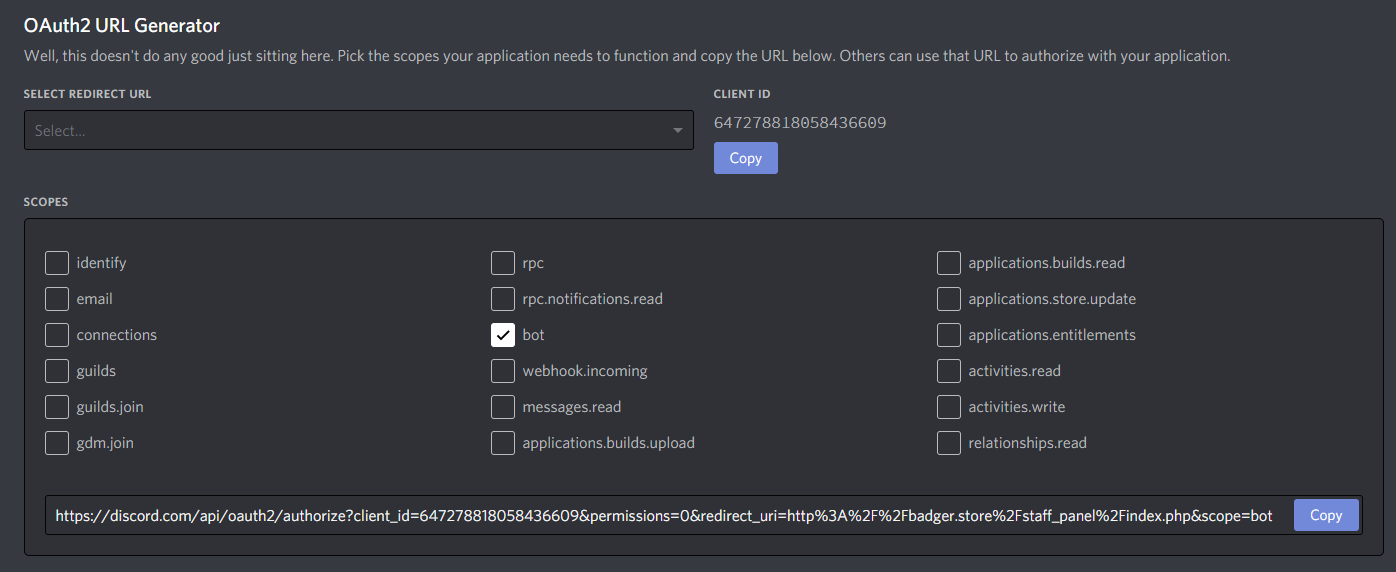 OAuth2 URL Generator
Well, this doesn't do any good just sitting here. Pick the scopes your application needs to function and copy the URL below. Others can use that URL to authorize with your application.
SELECT REDIRECT URL
Select...
CLIENT ID
647278818058436609
Copy
SCOPES
identify
email
connections
guilds
guilds.join
gdm.join
rpc
rpc.notifications.read
bot
webhook.incoming
messages.read
applications.builds.upload
applications.builds.read
applications.store.update
applications.entitlements
activities.read
activities.write
relationships.read
https://discord.com/api/oauth2/authorize?client_id=647278818058436609&permissions=0&redirect_uri=http%3A%2F%2Fbadger.store%2Fstaff_panel%2Findex.php&scope=bot
Copy